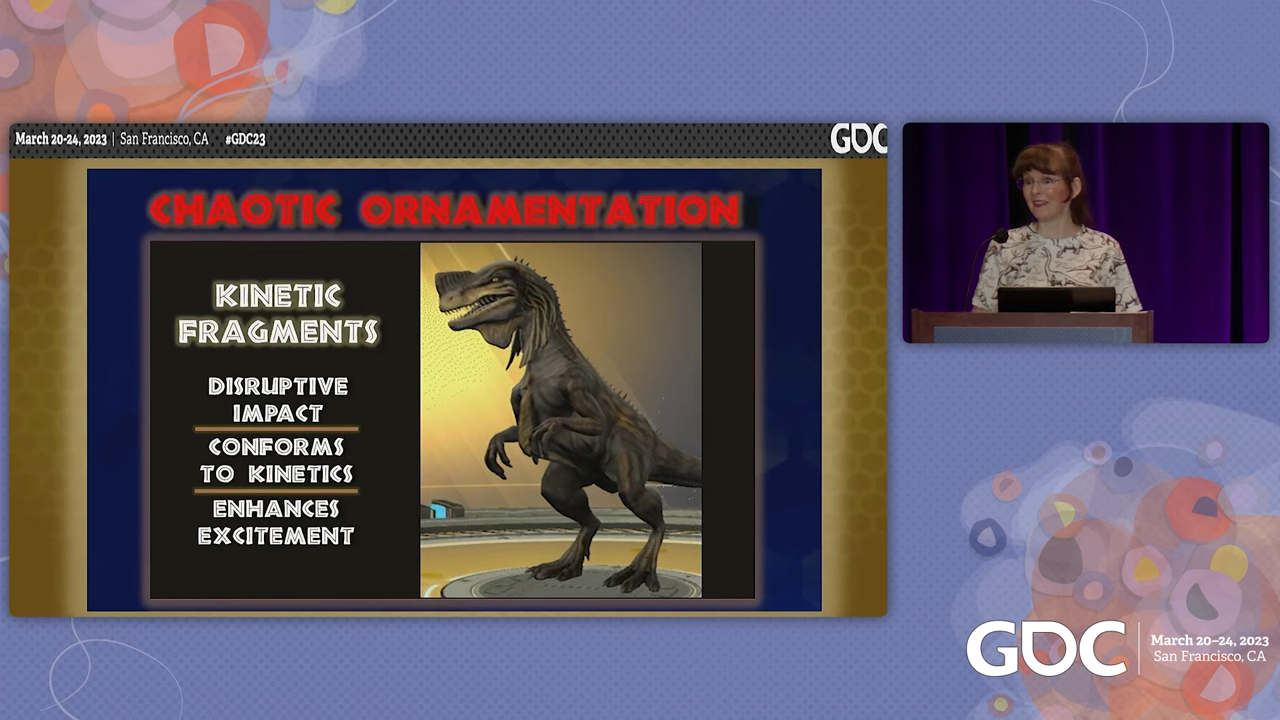 March 20-24, 2023 | San Francisco, CA #GDC23
GDC
CHAOTIC ORNAMENTATION
KINETIC
FRAGMENTS
DISRUPTIVE
IMPACT
CONFORMS
TO KINETICS
ENHANCES
EXCITEMENT
GDC
March 20–24, 2023
San Francisco, CA